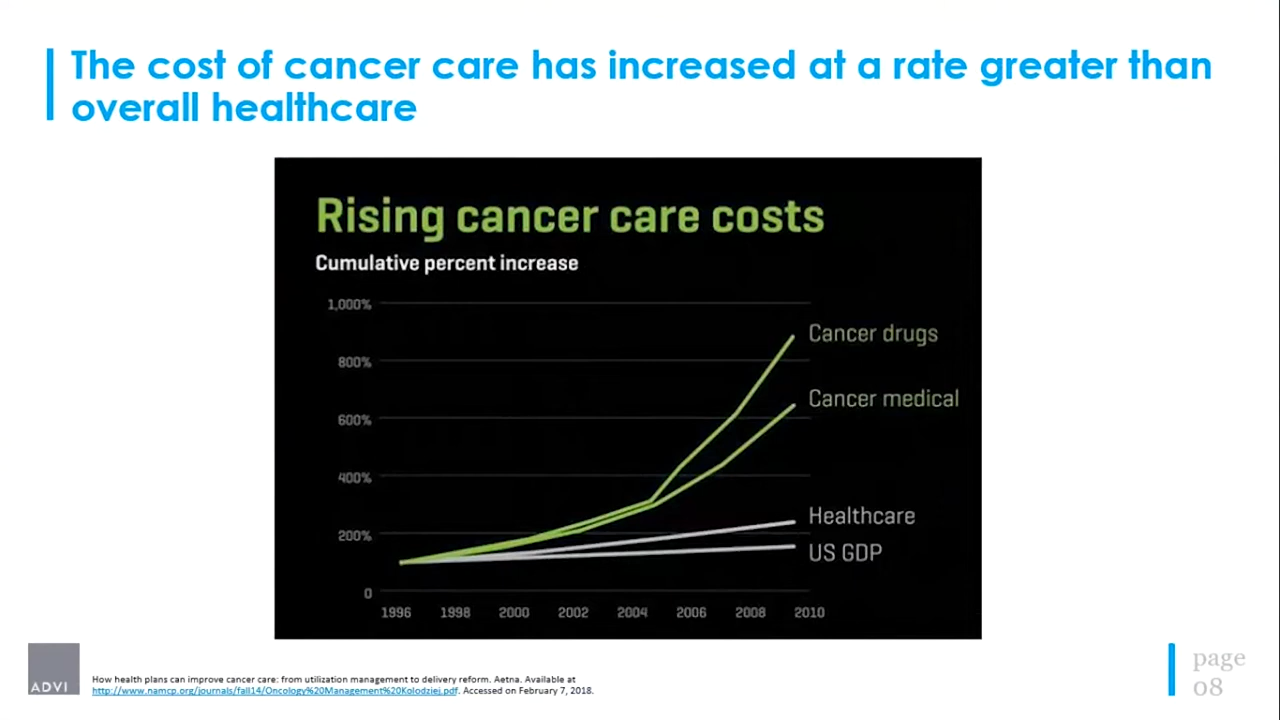 The cost of cancer care has increased at a rate greater than
overall healthcare
Rising cancer care costs
Cumulative percent increase
1,000%
800%
600%
400%
200%
0
Cancer drugs
Cancer medical
Healthcare
US GDP
1996 1998 2000 2002 2004 2006 2008 2010
ADVI
How health plans can improve cancer care: from utilization management to delivery reform. Aetna. Available at
http://www.namcp.org/journals/fall14/Oncology%20Management%20Kolodziej.pdf. Accessed on February 7, 2018.
page
08